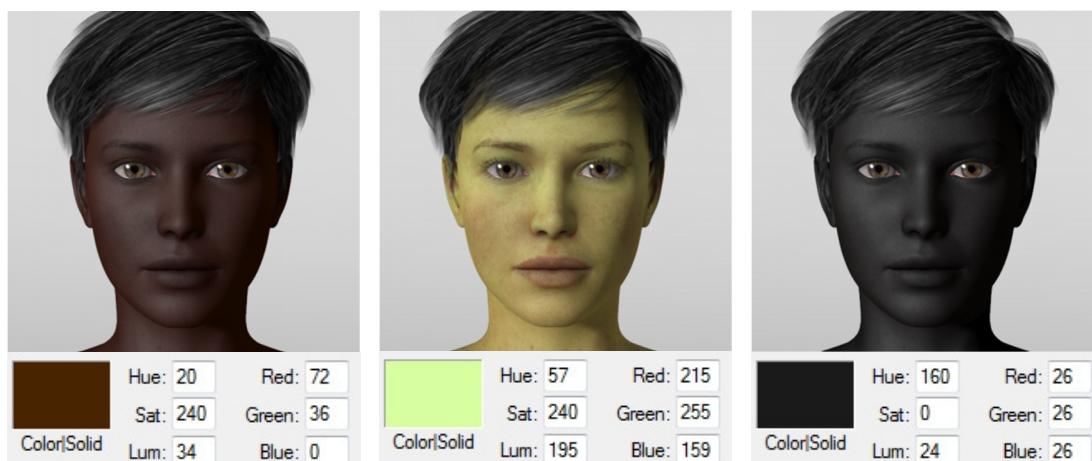 Hue: 20 Red: 72
Sat: 240 Green: 36
Color|Solid
Lum: 34 Blue: 0
Hue: 57 Red: 215
Sat: 240 Green: 255
Color|Solid
Lum: 195 Blue: 159
Hue: 160 Red: 26
Sat: 0 Green: 26
Color|Solid
Lum: 24 Blue: 26